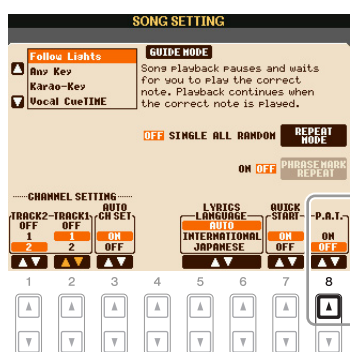 SONG SETTING
Follow Lights
Any Key
Karao-Key
Vocal CueTIME
GUIDE MODE
Song playback pauses and waits
for you to play the correct
note. Playback continues when
the correct note is played.
OFF SINGLE ALL RANDOM REPEAT MODE
ON OFF PHRASE MARK REPEAT
CHANNEL SETTING
TRACK2 TRACK1 AUTO CH SET
LYRICS LANGUAGE
QUICK START
P.A.T.
OFF OFF AUTO
1 1 ON INTERNATIONAL ON ON
2 2 OFF JAPANESE OFF OFF
1 2 3 4 5 6 7 8